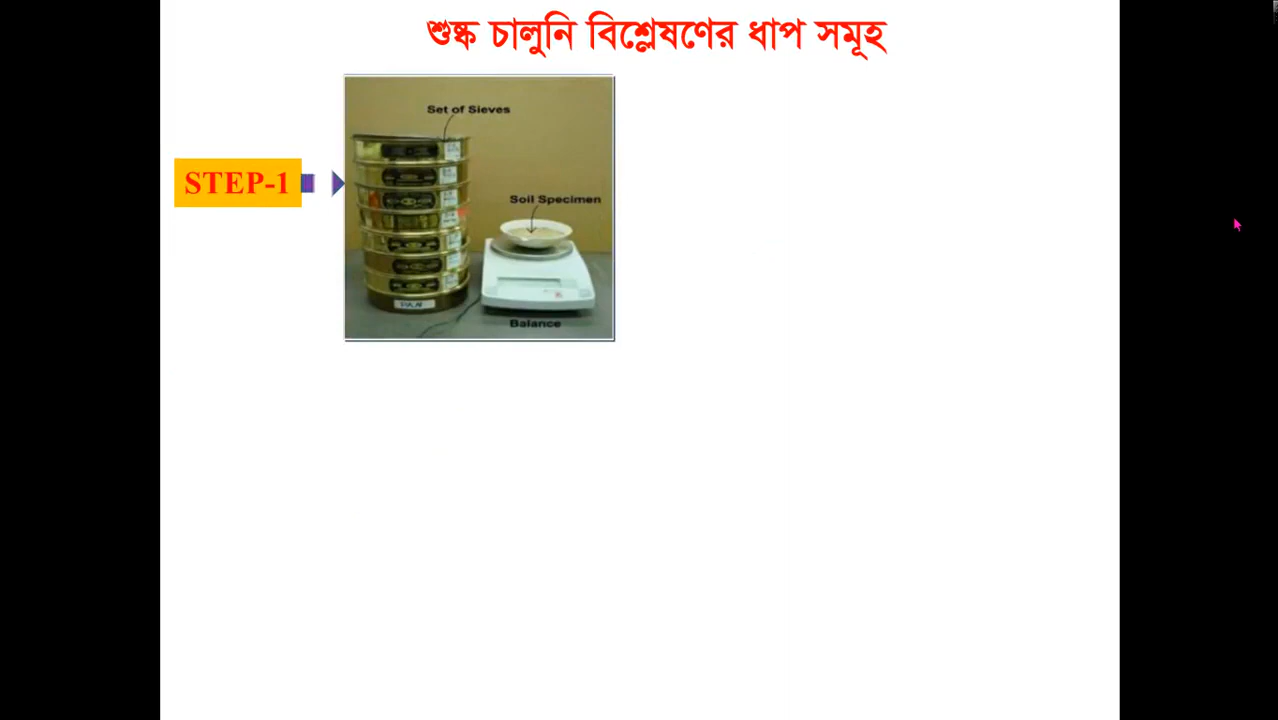 শুষ্ক চালুনি বিশ্লেষণের ধাপ সমূহ
Set of Sieves
STEP-1
Soil Specimen
Balance